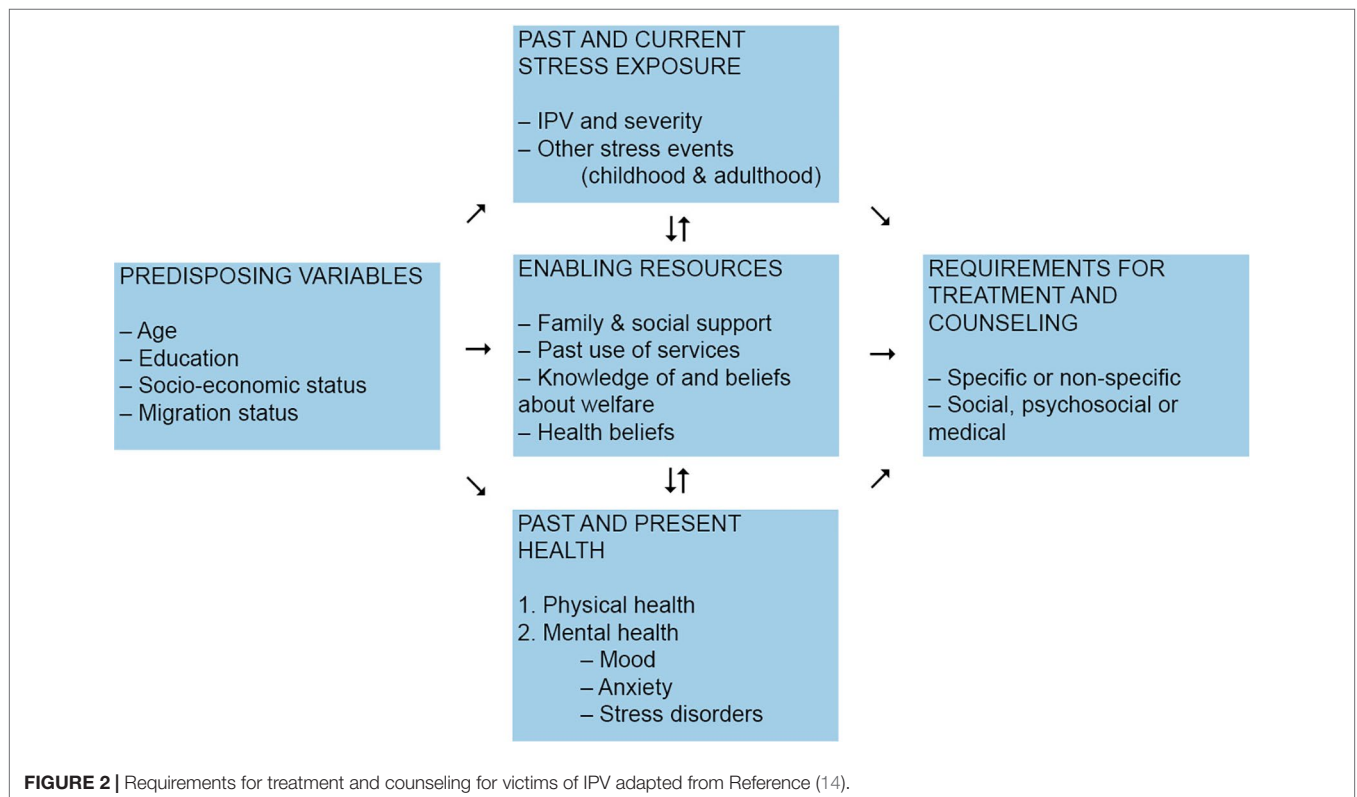 PAST AND CURRENT
STRESS EXPOSURE
– IPV and severity
– Other stress events
(childhood & adulthood)
PREDISPOSING VARIABLES
– Age
– Education
– Socio-economic status
– Migration status
ENABLING RESOURCES
– Family & social support
– Past use of services
– Knowledge of and beliefs
about welfare
– Health beliefs
REQUIREMENTS FOR
TREATMENT AND
COUNSELING
– Specific or non-specific
– Social, psychosocial or
medical
PAST AND PRESENT
HEALTH
1. Physical health
2. Mental health
– Mood
– Anxiety
– Stress disorders
FIGURE 2 | Requirements for treatment and counseling for victims of IPV adapted from Reference (14).